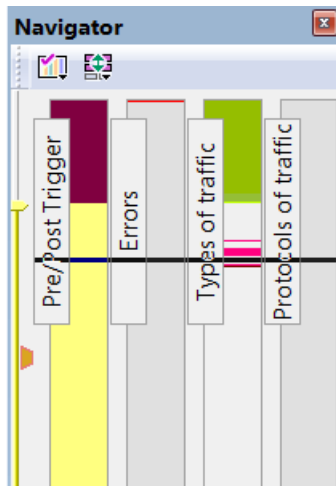 Navigator
Pre/Post Trigger
Errors
Types of traffic
Protocols of traffic